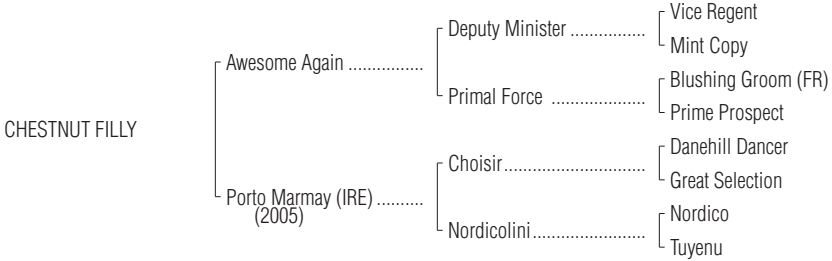 Vice Regent
Deputy Minister ................
Mint Copy
Awesome Again ................
Blushing Groom (FR)
Primal Force ....................
Prime Prospect
CHESTNUT FILLY
Danehill Dancer
Choisir..............................
Great Selection
Porto Marmay (IRE) ..........
(2005)
Nordico
Nordicolini........................
Tuyenu